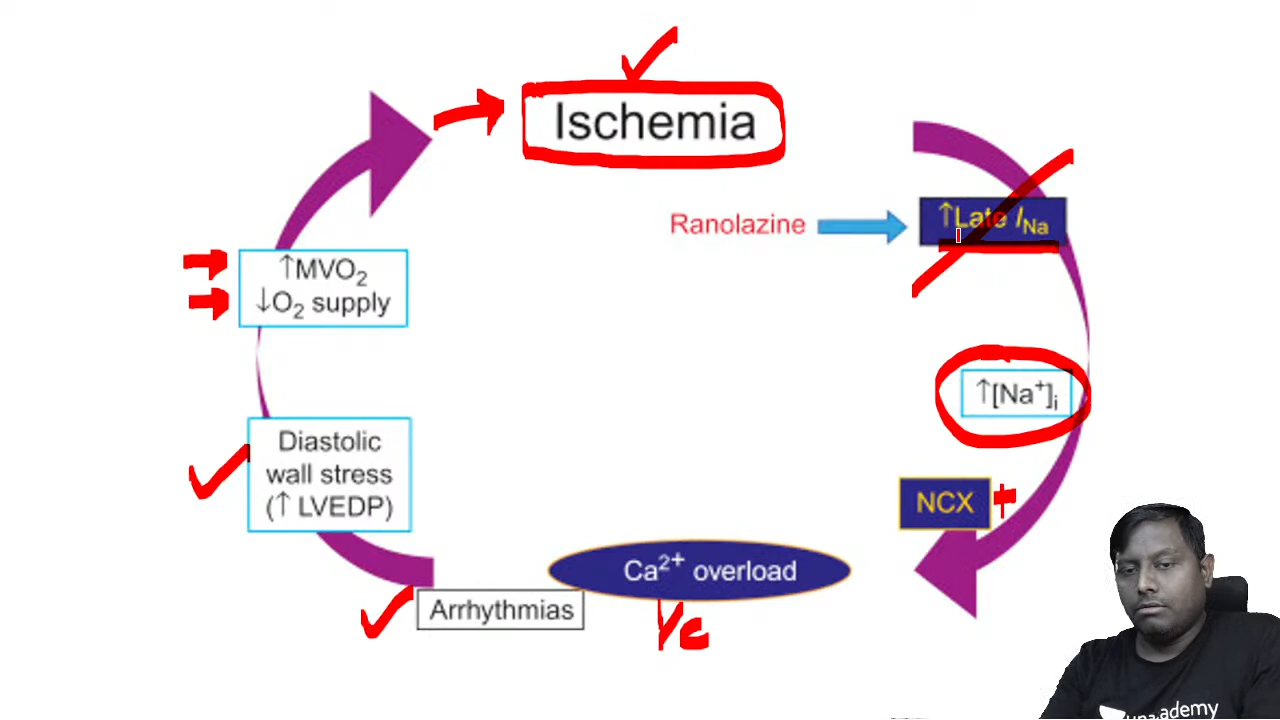 Ischemia
Ranolazine
↑Late I_Na
↑MVO₂
↓O₂ supply
↑[Na⁺]ᵢ
Diastolic
wall stress
(↑ LVEDP)
NCX +
Ca²⁺ overload
Arrhythmias